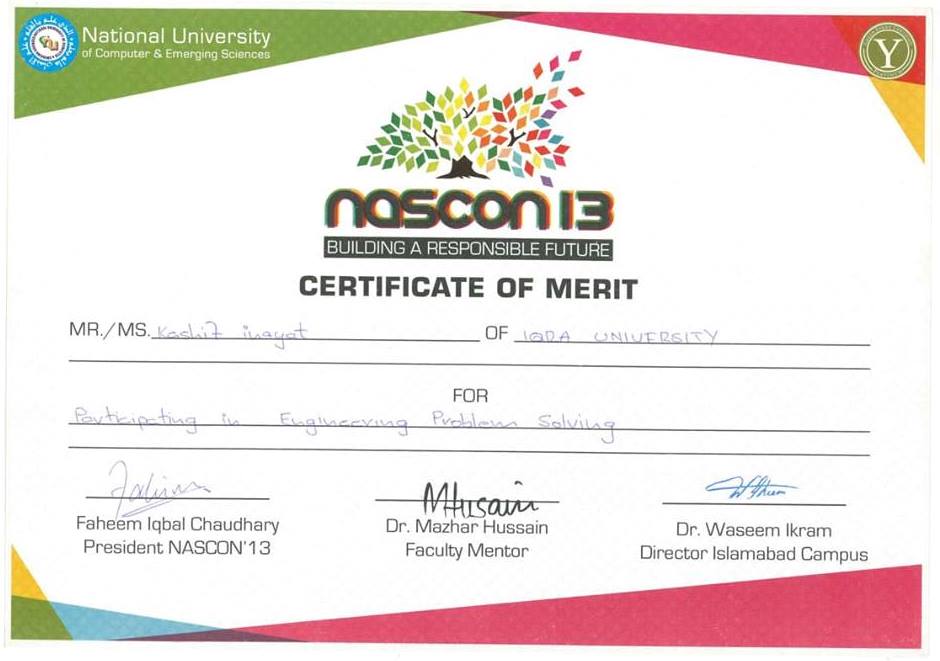 National University
of Computer & Emerging Sciences
Y
nascon 13
BUILDING A RESPONSIBLE FUTURE
CERTIFICATE OF MERIT
MR./MS. Kashif inayat OF IQRA UNIVERSITY
FOR
Participating in Engineering Problem Solving
Faheem Iqbal Chaudhary
President NASCON'13
MHusain
Dr. Mazhar Hussain
Faculty Mentor
Dr. Waseem Ikram
Director Islamabad Campus